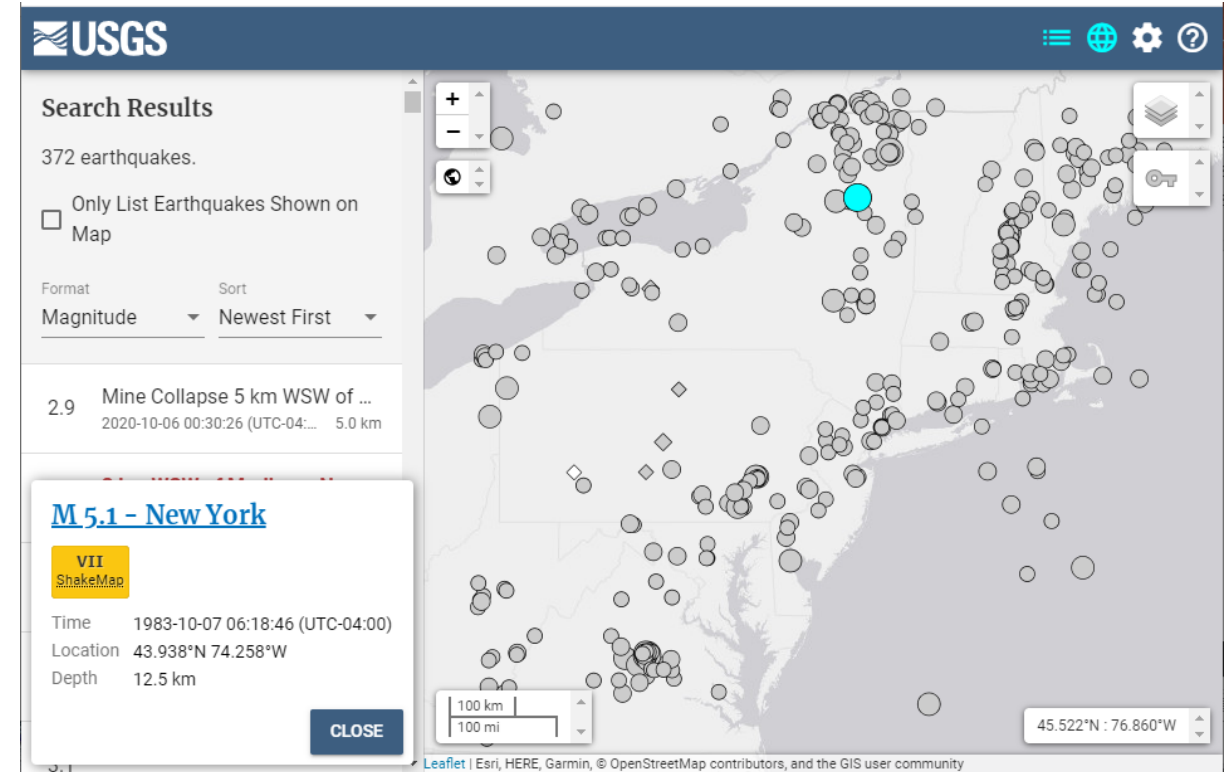 USGS
Search Results
372 earthquakes.
Only List Earthquakes Shown on
Map
Format
Sort
Magnitude
Newest First
2.9
Mine Collapse 5 km WSW of ...
2020-10-06 00:30:26 (UTC-04:... 5.0 km
M 5.1 - New York
VII
ShakeMap
Time 1983-10-07 06:18:46 (UTC-04:00)
Location 43.938°N 74.258°W
Depth 12.5 km
CLOSE
+
−
100 km
100 mi
45.522°N : 76.860°W
Leaflet | Esri, HERE, Garmin, © OpenStreetMap contributors, and the GIS user community